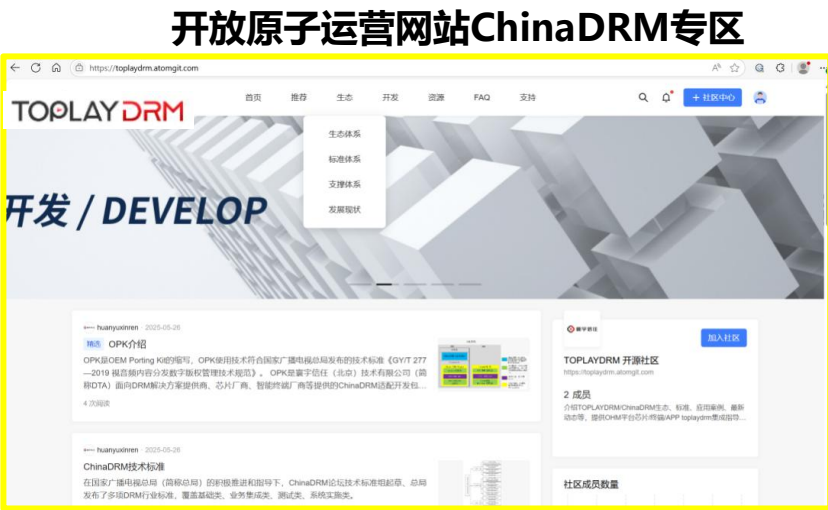 开放原子运营网站ChinaDRM专区
https://toplaydrm.atomgit.com
TOPLAY DRM
首页 推荐 生态 开发 资源 FAQ 支持
+ 社区中心
生态体系
标准体系
支撑体系
发展现状
开发 / DEVELOP
huanyuxinren · 2025-05-26
精选 OPK介绍
OPK是OEM Porting Kit的缩写，OPK使用技术符合国家广播电视总局发布的技术标准《GY/T 277
—2019 视音频内容分发数字版权管理技术规范》。 OPK是寰宇信任（北京）技术有限公司（简
称DTA）面向DRM解决方案提供商、芯片厂商、智能终端厂商等提供的ChinaDRM适配开发包...
4 次阅读
huanyuxinren · 2025-05-26
ChinaDRM技术标准
在国家广播电视总局（简称总局）的积极推进和指导下，ChinaDRM论坛技术标准组起草、总局
发布了多项DRM行业标准，覆盖基础类、业务集成类、测试类、系统实施类。
寰宇信任
加入社区
TOPLAYDRM 开源社区
https://toplaydrm.atomgit.com
2 成员
介绍TOPLAYDRM/ChinaDRM生态、标准、应用案例、最新
动态等，提供OHM平台芯片/终端/APP toplaydrm集成指导...
社区成员数量